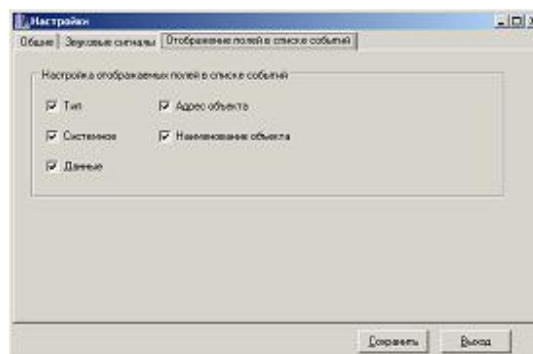 Настройки
Общие Звуковые сигналы Отображение полей в списке событий
Настройка отображаемых полей в списке событий
Тип Адрес объекта
Системное Наименование объекта
Данные
Сохранить Выход